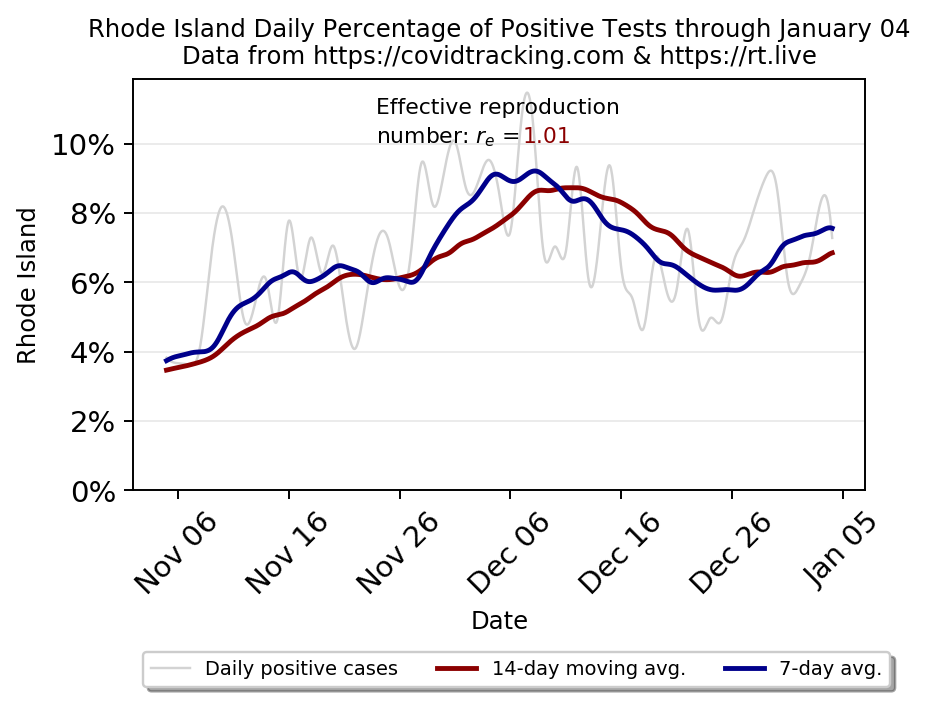 Rhode Island Daily Percentage of Positive Tests through January 04
Data from https://covidtracking.com & https://rt.live
Effective reproduction
number: rₑ =1.01
10%
8%
6%
4%
2%
0%
Rhode Island
Nov 06
Nov 16
Nov 26
Dec 06
Dec 16
Dec 26
Jan 05
Date
Daily positive cases
14-day moving avg.
7-day avg.